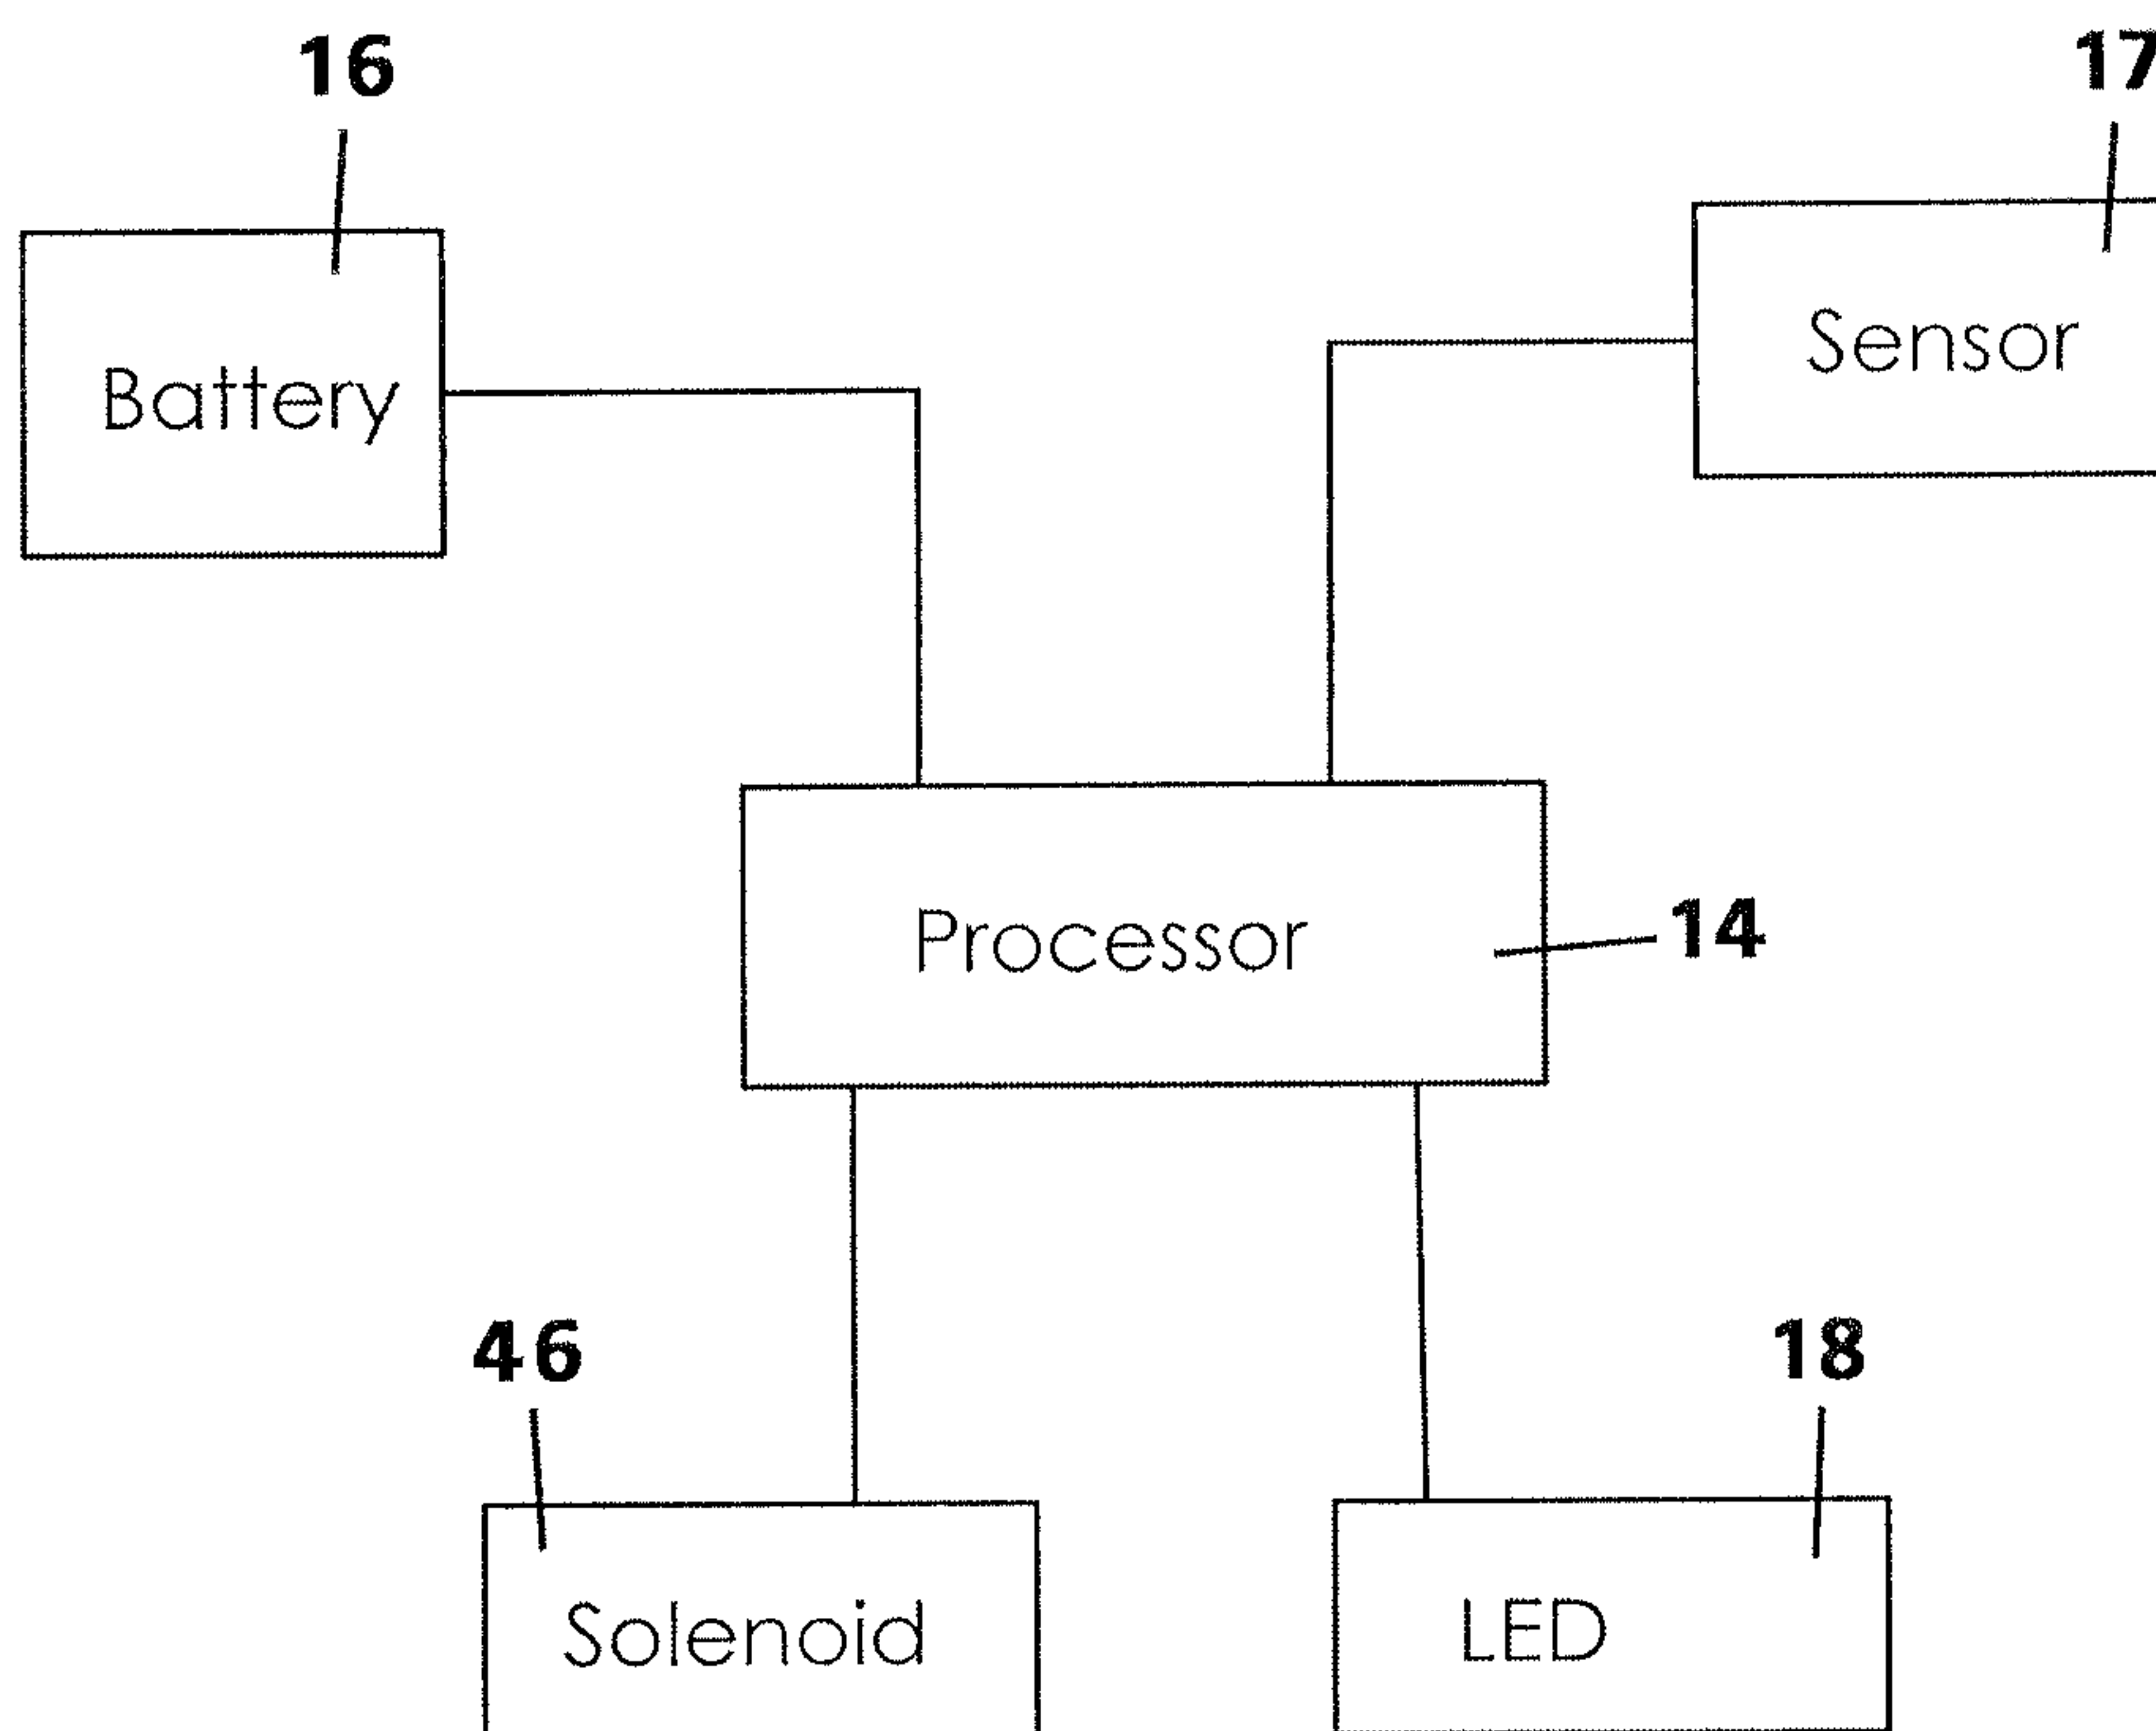 16
17
Battery
Sensor
Processor
14
46
18
Solenoid
LED